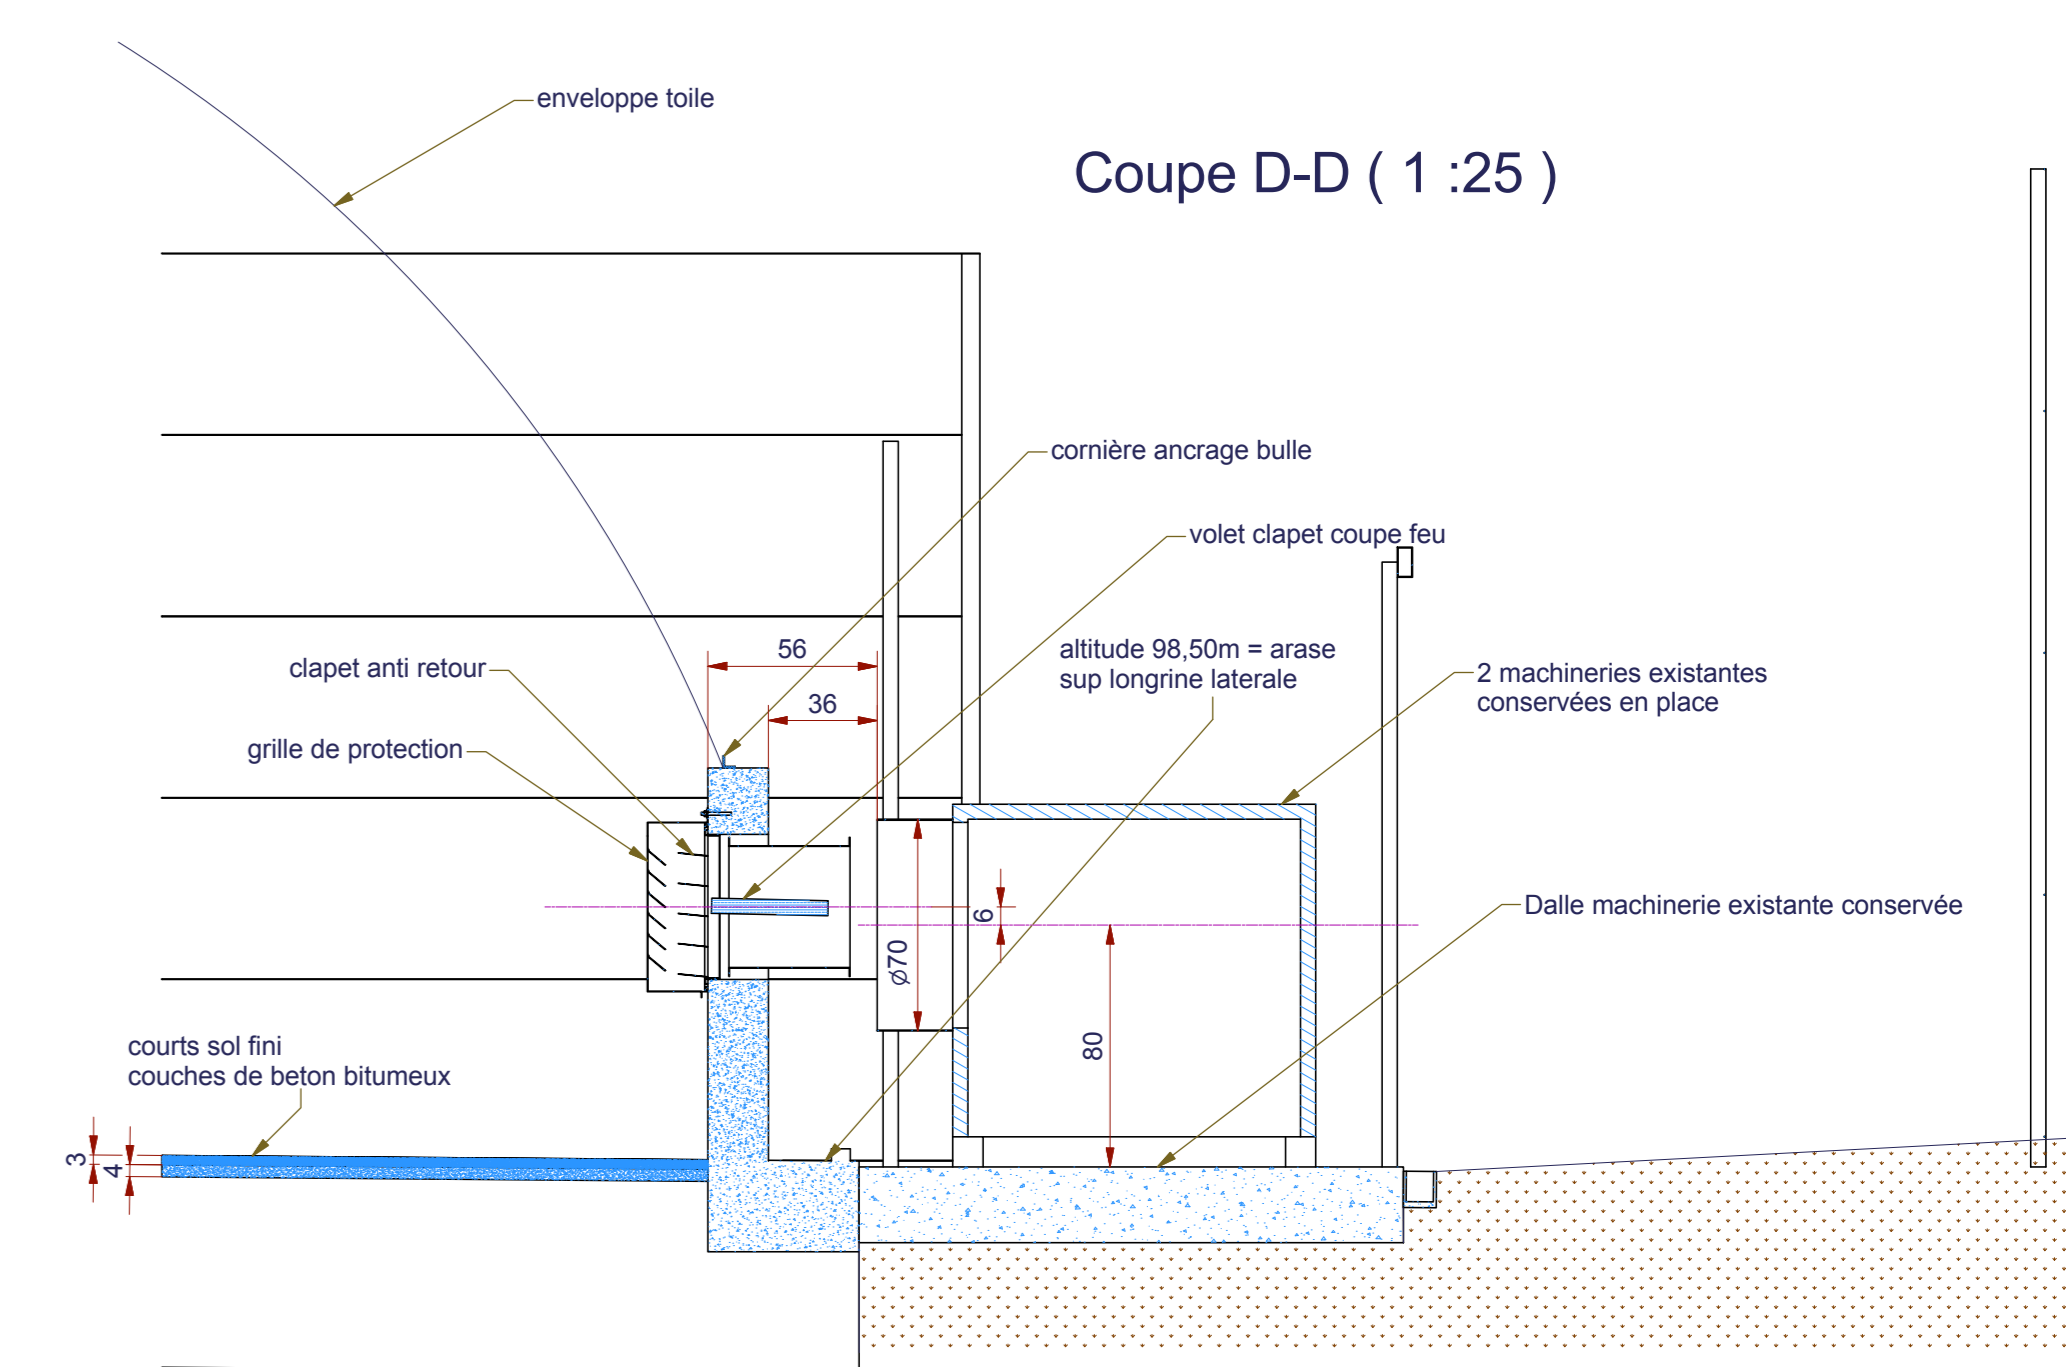 enveloppe toile
Coupe D-D ( 1 :25 )
cornière ancrage bulle
volet clapet coupe feu
56
altitude 98,50m = arase
sup longrine laterale
clapet anti retour
2 machineries existantes
conservées en place
36
grille de protection
Dalle machinerie existante conservée
6
ø70
80
courts sol fini
couches de beton bitumeux
3
4